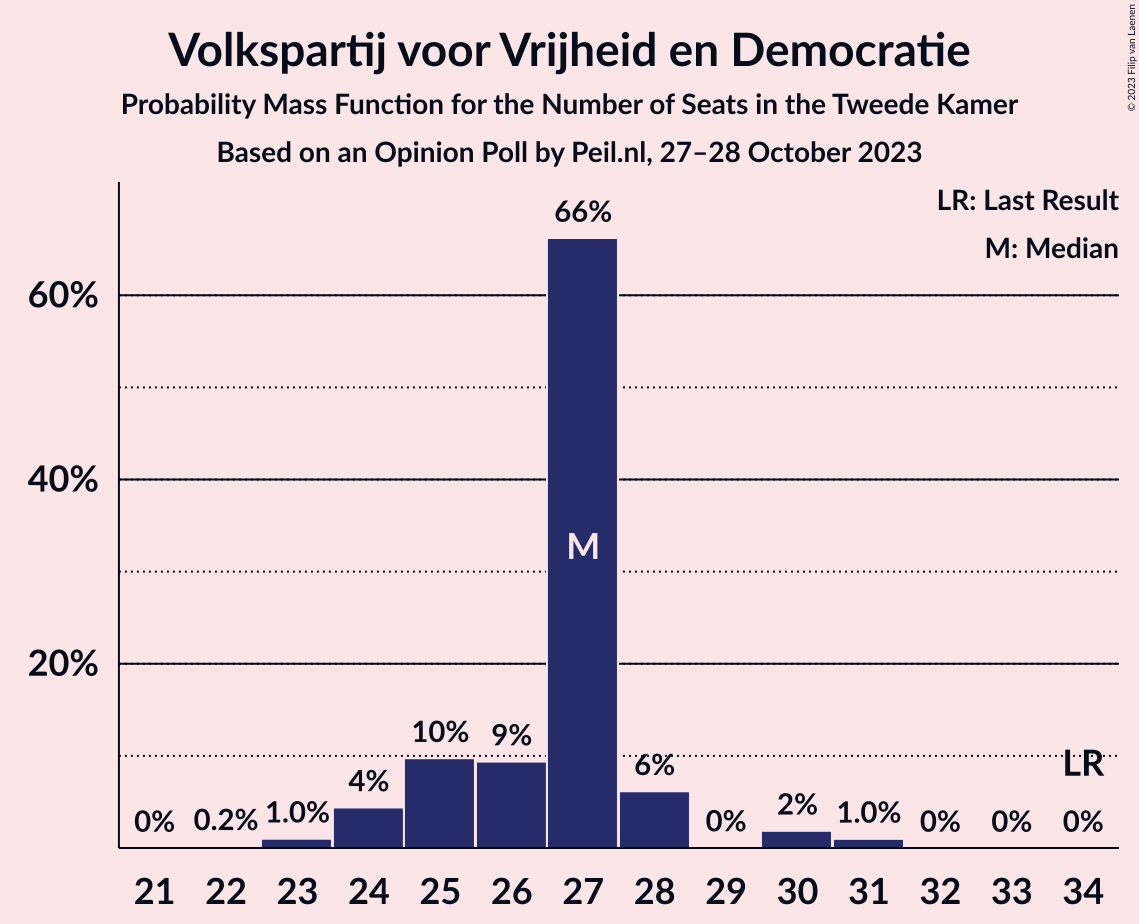 Volkspartij voor Vrijheid en Democratie
Probability Mass Function for the Number of Seats in the Tweede Kamer
Based on an Opinion Poll by Peil.nl, 27–28 October 2023
© 2023 Filip van Laenen
LR: Last Result
M: Median
66%
60%
40%
M
20%
10%
9%
LR
6%
4%
2%
1.0%
1.0%
0%
0.2%
0%
0%
0%
0%
21 22 23 24 25 26 27 28 29 30 31 32 33 34